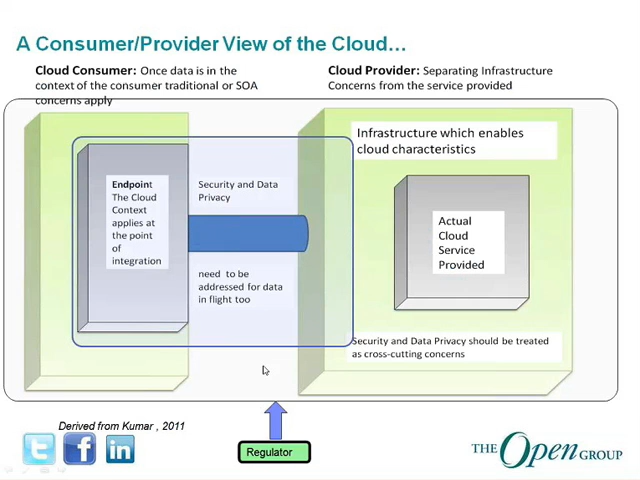 A Consumer/Provider View of the Cloud…
Cloud Consumer: Once data is in the
context of the consumer traditional or SOA
concerns apply
Cloud Provider: Separating Infrastructure
Concerns from the service provided
Infrastructure which enables
cloud characteristics
Endpoint
The Cloud
Context
applies at
the point
of
integration
Security and Data
Privacy
need to be
addressed for data
in flight too
Actual
Cloud
Service
Provided
Security and Data Privacy should be treated
as cross-cutting concerns
Derived from Kumar , 2011
Regulator
t
f
in
THE Open GROUP